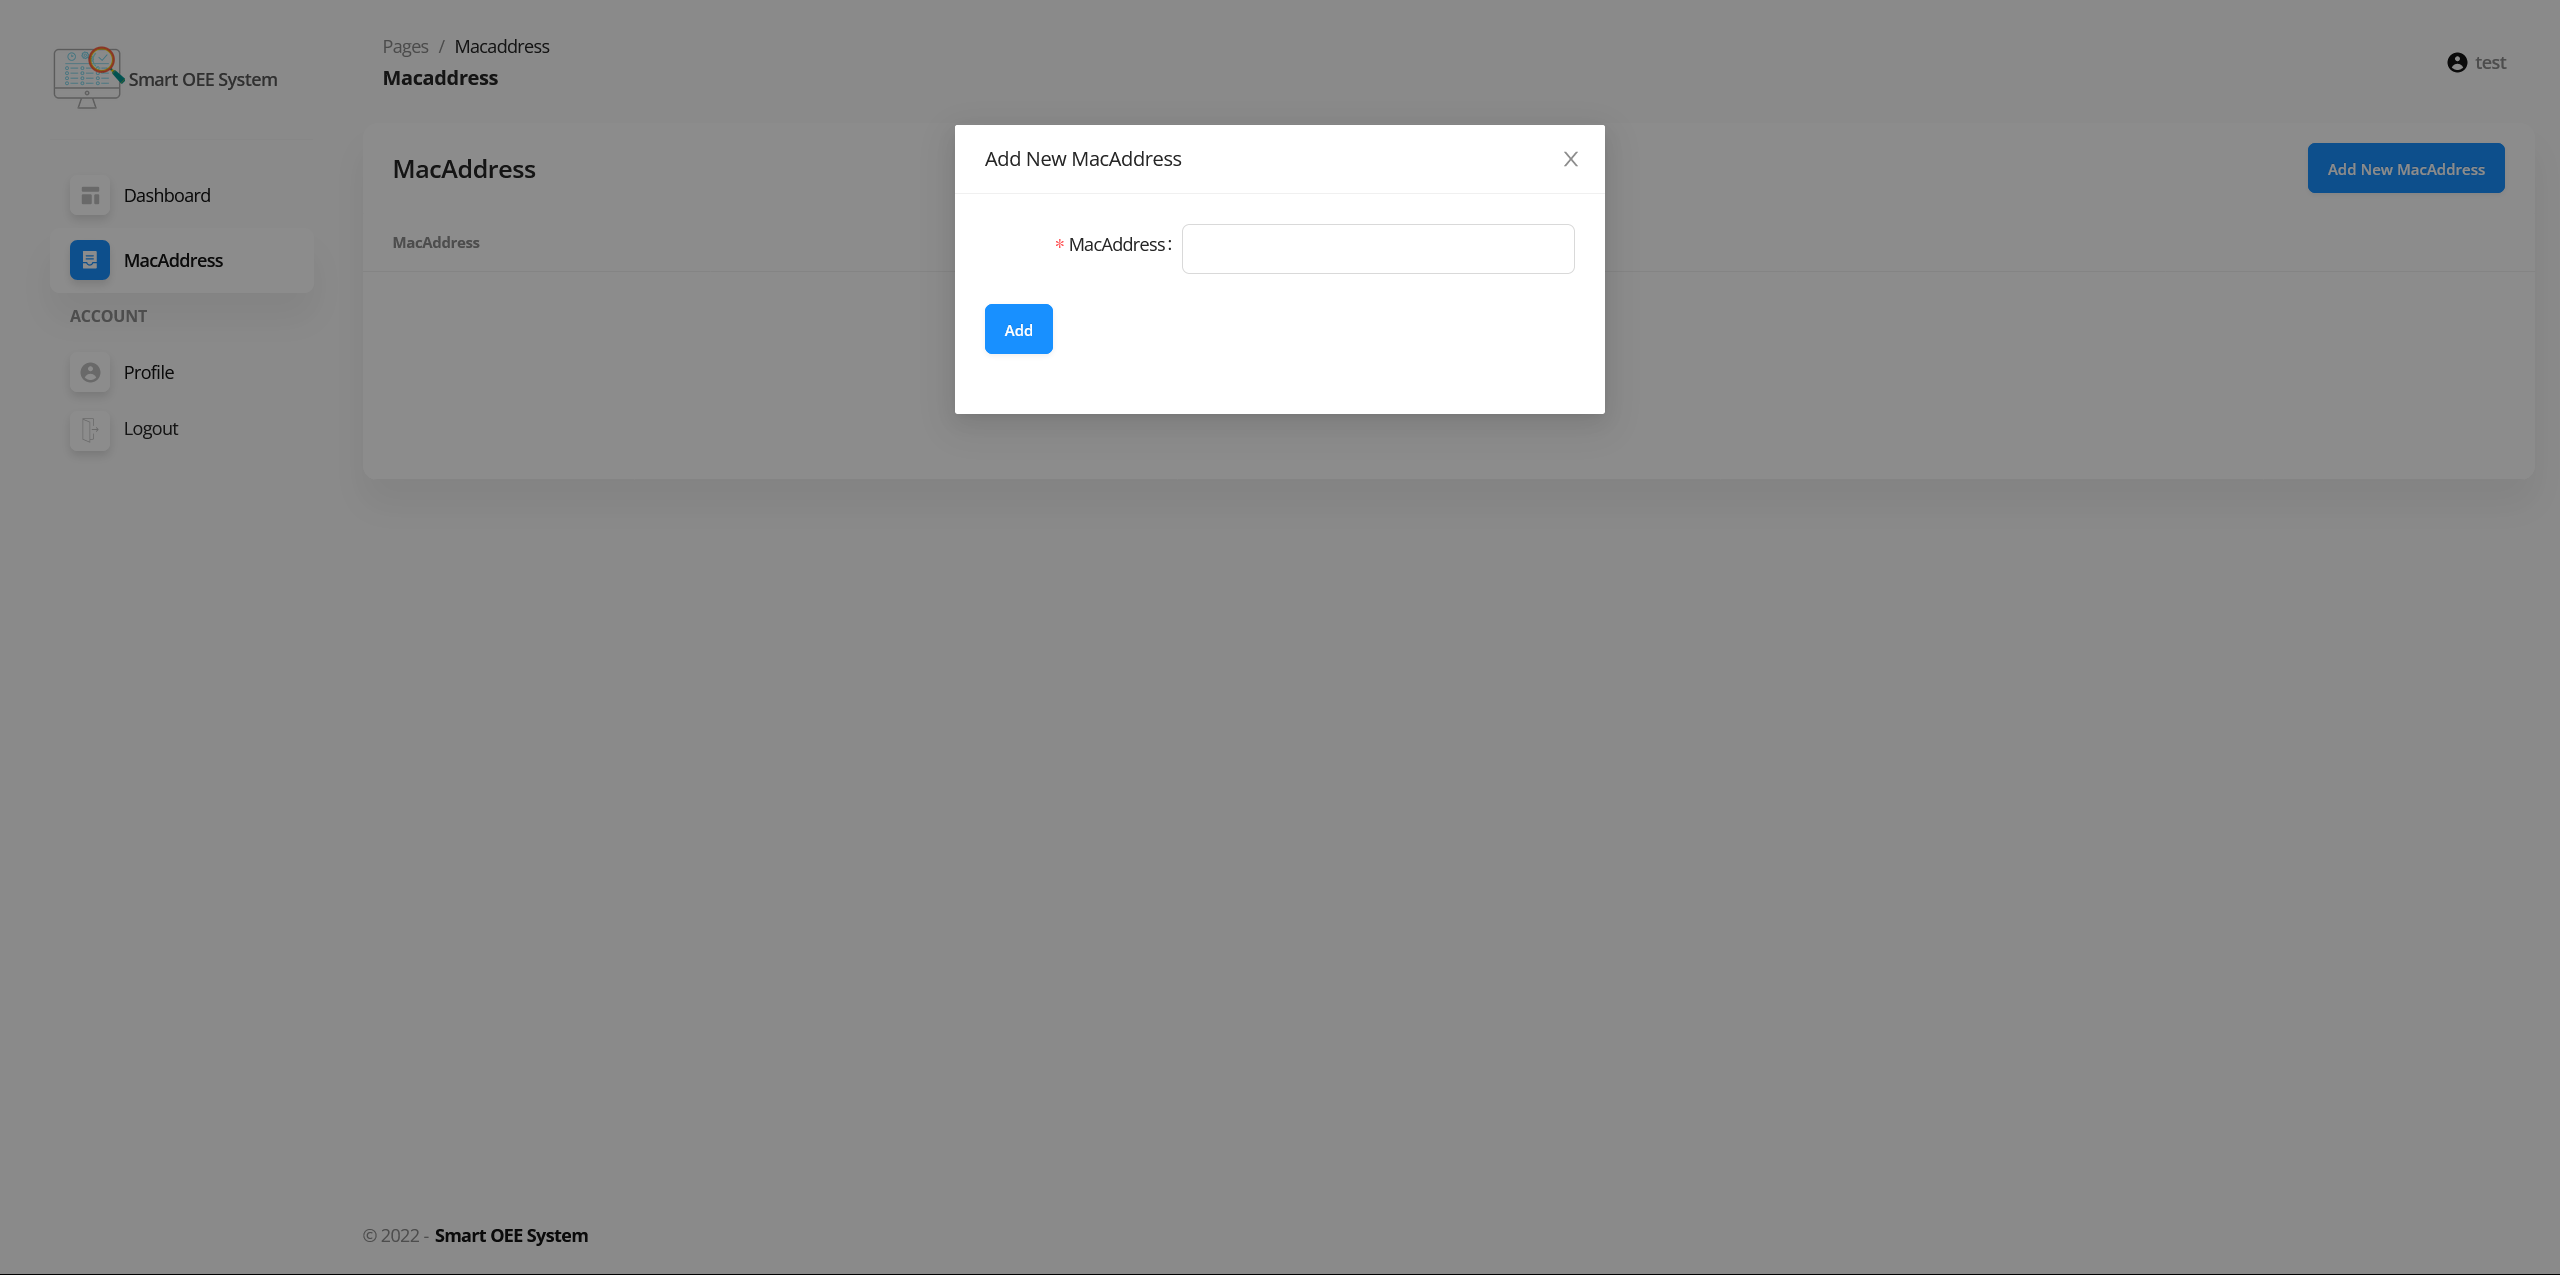 Smart OEE System
Pages / Macaddress
Macaddress
test
Dashboard
MacAddress
ACCOUNT
Profile
Logout
MacAddress
Add New MacAddress
MacAddress
Add New MacAddress
* MacAddress:
Add
© 2022 - Smart OEE System